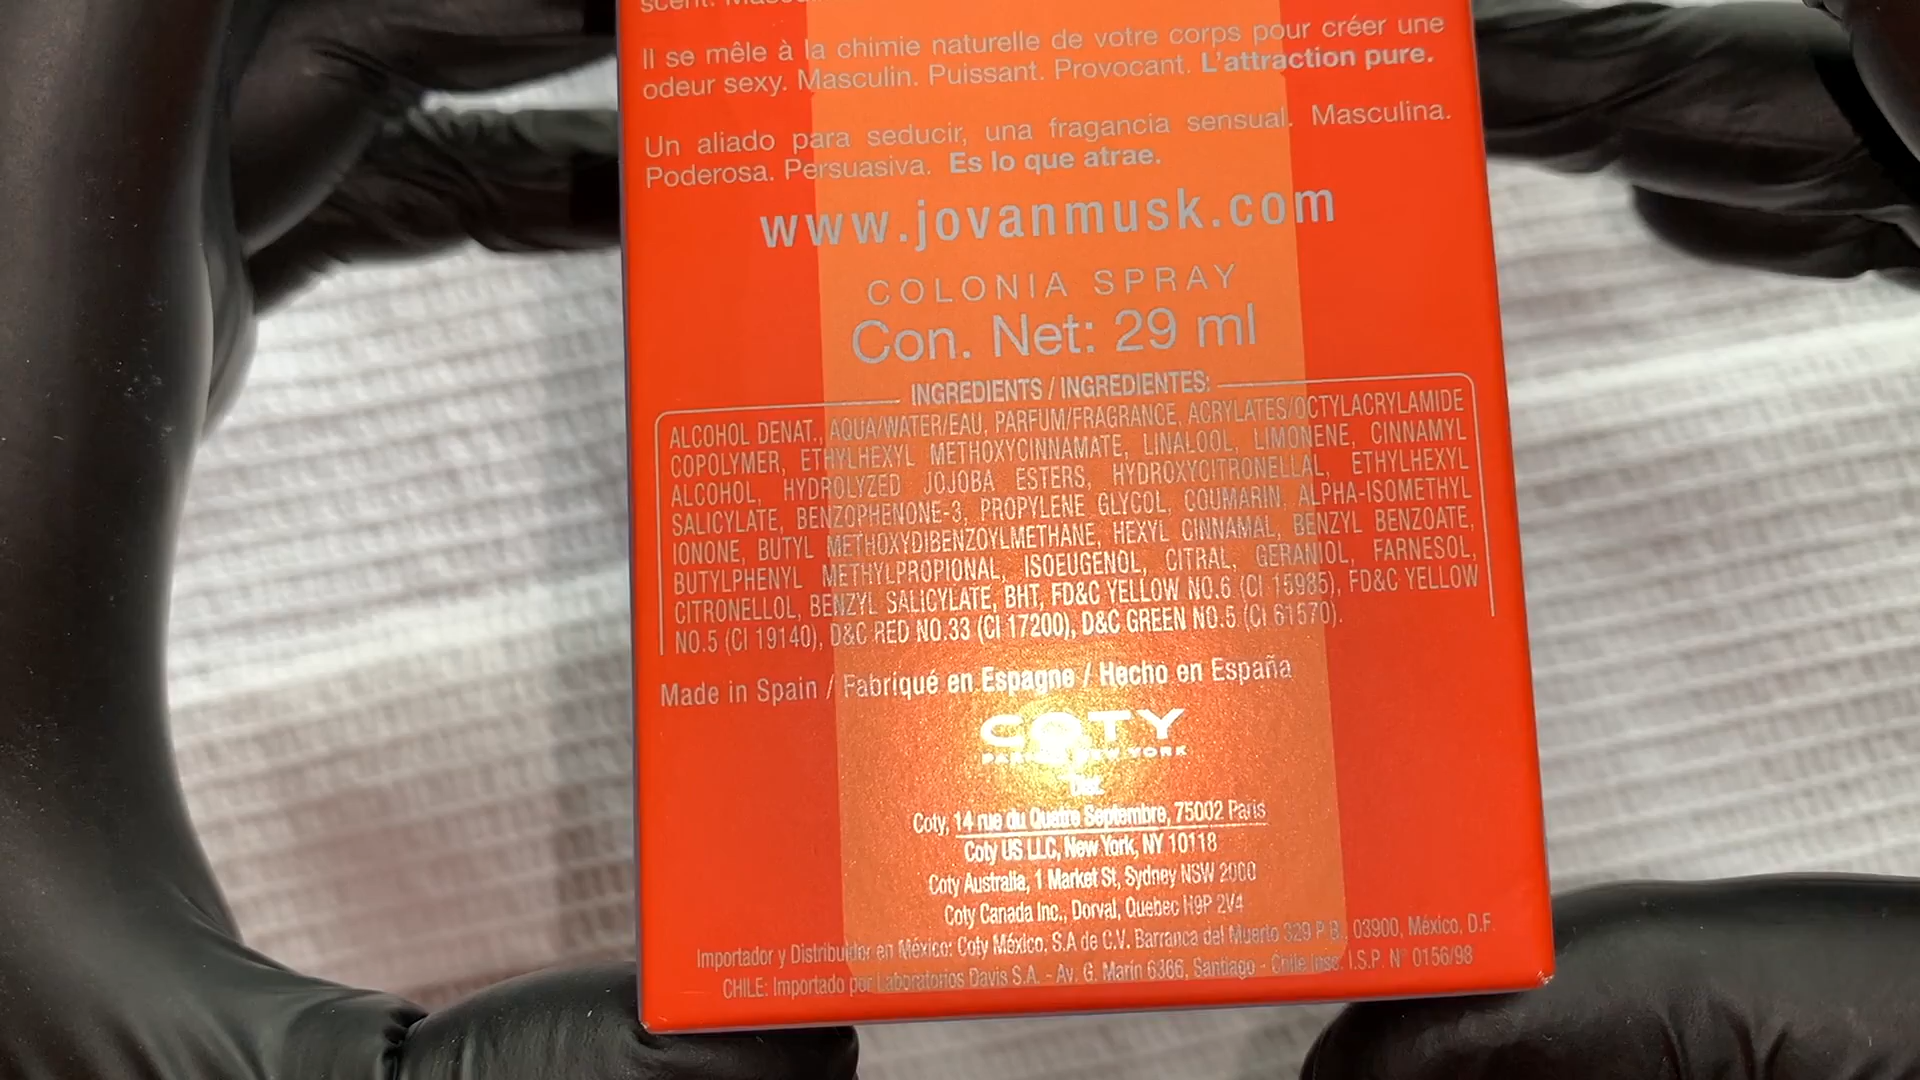 scent.
Il se mêle à la chimie naturelle de votre corps pour créer une
odeur sexy. Masculin. Puissant. Provocant. L'attraction pure.
Un aliado para seducir, una fragancia sensual. Masculina.
Poderosa. Persuasiva. Es lo que atrae.
www.jovanmusk.com
COLONIA SPRAY
Con. Net: 29 ml
INGREDIENTS / INGREDIENTES:
ALCOHOL DENAT., AQUA/WATER/EAU, PARFUM/FRAGRANCE, ACRYLATES/OCTYLACRYLAMIDE
COPOLYMER, ETHYLHEXYL METHOXYCINNAMATE, LINALOOL, LIMONENE, CINNAMYL
ALCOHOL, HYDROLYZED JOJOBA ESTERS, HYDROXYCITRONELLAL, ETHYLHEXYL
SALICYLATE, BENZOPHENONE-3, PROPYLENE GLYCOL, COUMARIN, ALPHA-ISOMETHYL
IONONE, BUTYL METHOXYDIBENZOYLMETHANE, HEXYL CINNAMAL, BENZYL BENZOATE,
BUTYLPHENYL METHYLPROPIONAL, ISOEUGENOL, CITRAL, GERANIOL, FARNESOL,
CITRONELLOL, BENZYL SALICYLATE, BHT, FD&C YELLOW NO.6 (CI 15985), FD&C YELLOW
NO.5 (CI 19140), D&C RED NO.33 (CI 17200), D&C GREEN NO.5 (CI 61570).
Made in Spain / Fabriqué en Espagne / Hecho en España
COTY
YORK
Coty, 14 rue du Quatre Septembre, 75002 Paris
Coty US LLC, New York, NY 10118
Coty Australia, 1 Market St, Sydney NSW 2000
Coty Canada Inc., Dorval, Quebec H9P 2V4
Importador y Distribuidor en México: Coty México, S.A de C.V. Barranca del Muerto 329 P.B., 03900, México, D.F.
CHILE: Importado por Laboratorios Davis S.A. - Av. G. Marín 6366, Santiago - Chile Insc. I.S.P. N° 0156/98